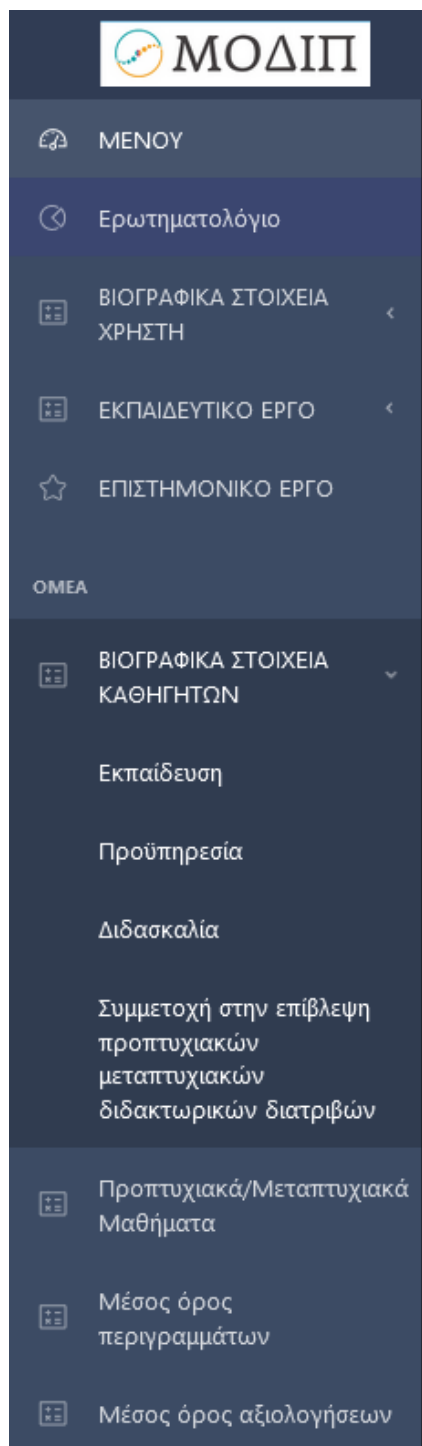 ΜΟΔΙΠ
ΜΕΝΟΥ
Ερωτηματολόγιο
ΒΙΟΓΡΑΦΙΚΑ ΣΤΟΙΧΕΙΑ
ΧΡΗΣΤΗ
ΕΚΠΑΙΔΕΥΤΙΚΟ ΕΡΓΟ
ΕΠΙΣΤΗΜΟΝΙΚΟ ΕΡΓΟ
ΟΜΕΑ
ΒΙΟΓΡΑΦΙΚΑ ΣΤΟΙΧΕΙΑ
ΚΑΘΗΓΗΤΩΝ
Εκπαίδευση
Προϋπηρεσία
Διδασκαλία
Συμμετοχή στην επίβλεψη
προπτυχιακών
μεταπτυχιακών
διδακτωρικών διατριβών
Προπτυχιακά/Μεταπτυχιακά
Μαθήματα
Μέσος όρος
περιγραμμάτων
Μέσος όρος αξιολογήσεων